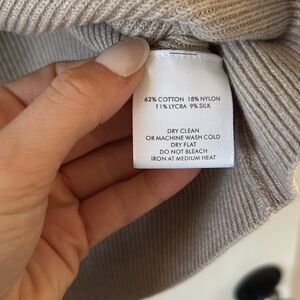 62% COTTON 18% NYLON
11% LYCRA 9% SILK
DRY CLEAN
OR MACHINE WASH COLD
DRY FLAT
DO NOT BLEACH
IRON AT MEDIUM HEAT